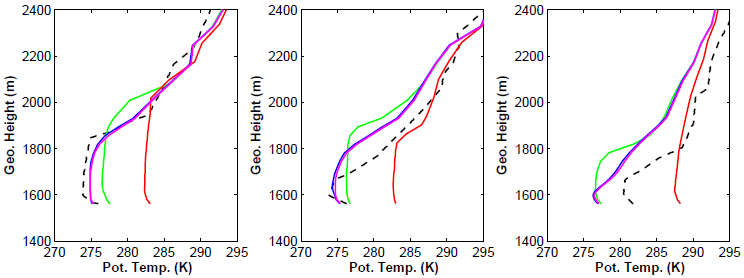 2400 2400 2400
2200 2200 2200
Geo. Height (m) Geo. Height (m) Geo. Height (m)
2000 2000 2000
1800 1800 1800
1600 1600 1600
1400 1400 1400
270 275 280 285 290 295 270 275 280 285 290 295 270 275 280 285 290 295
Pot. Temp. (K) Pot. Temp. (K) Pot. Temp. (K)